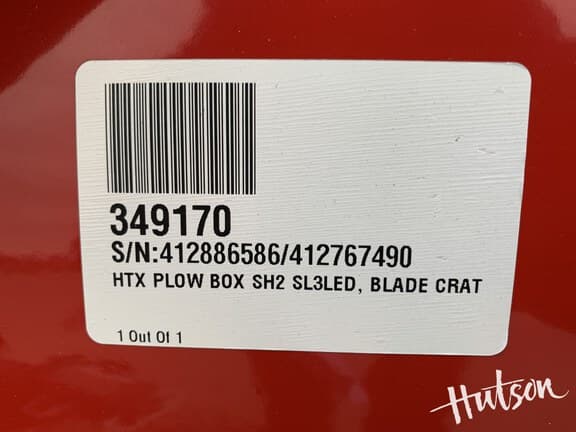 349170
S/N:412886586/412767490
HTX PLOW BOX SH2 SL3LED, BLADE CRAT
1 Out Of 1
Hutson